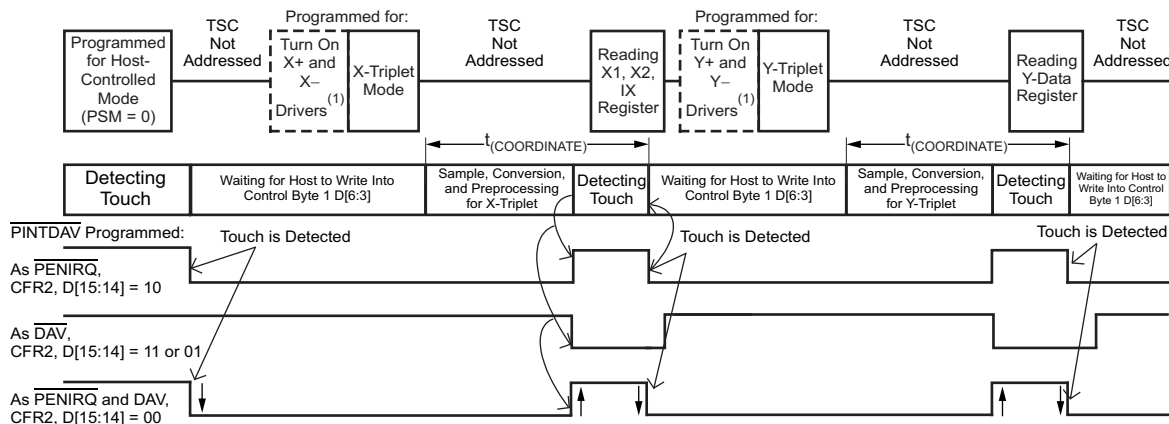 Programmed
for Host-
Controlled
Mode
(PSM = 0)
TSC
Not
Addressed
Programmed for:
Turn On
X+ and
X−
Drivers(1)
X-Triplet
Mode
TSC
Not
Addressed
Reading
X1, X2,
IX
Register
Programmed for:
Turn On
Y+ and
Y−
Drivers(1)
Y-Triplet
Mode
TSC
Not
Addressed
Reading
Y-Data
Register
TSC
Not
Addressed
t(COORDINATE)
t(COORDINATE)
Detecting
Touch
Waiting for Host to Write Into
Control Byte 1 D[6:3]
Sample, Conversion,
and Preprocessing
for X-Triplet
Detecting
Touch
Waiting for Host to Write Into
Control Byte 1 D[6:3]
Sample, Conversion,
and Preprocessing
for Y-Triplet
Detecting
Touch
Waiting for Host to
Write Into Control
Byte 1 D[6:3]
PINTDAV Programmed:
Touch is Detected
Touch is Detected
Touch is Detected
As PENIRQ,
CFR2, D[15:14] = 10
As DAV,
CFR2, D[15:14] = 11 or 01
As PENIRQ and DAV,
CFR2, D[15:14] = 00